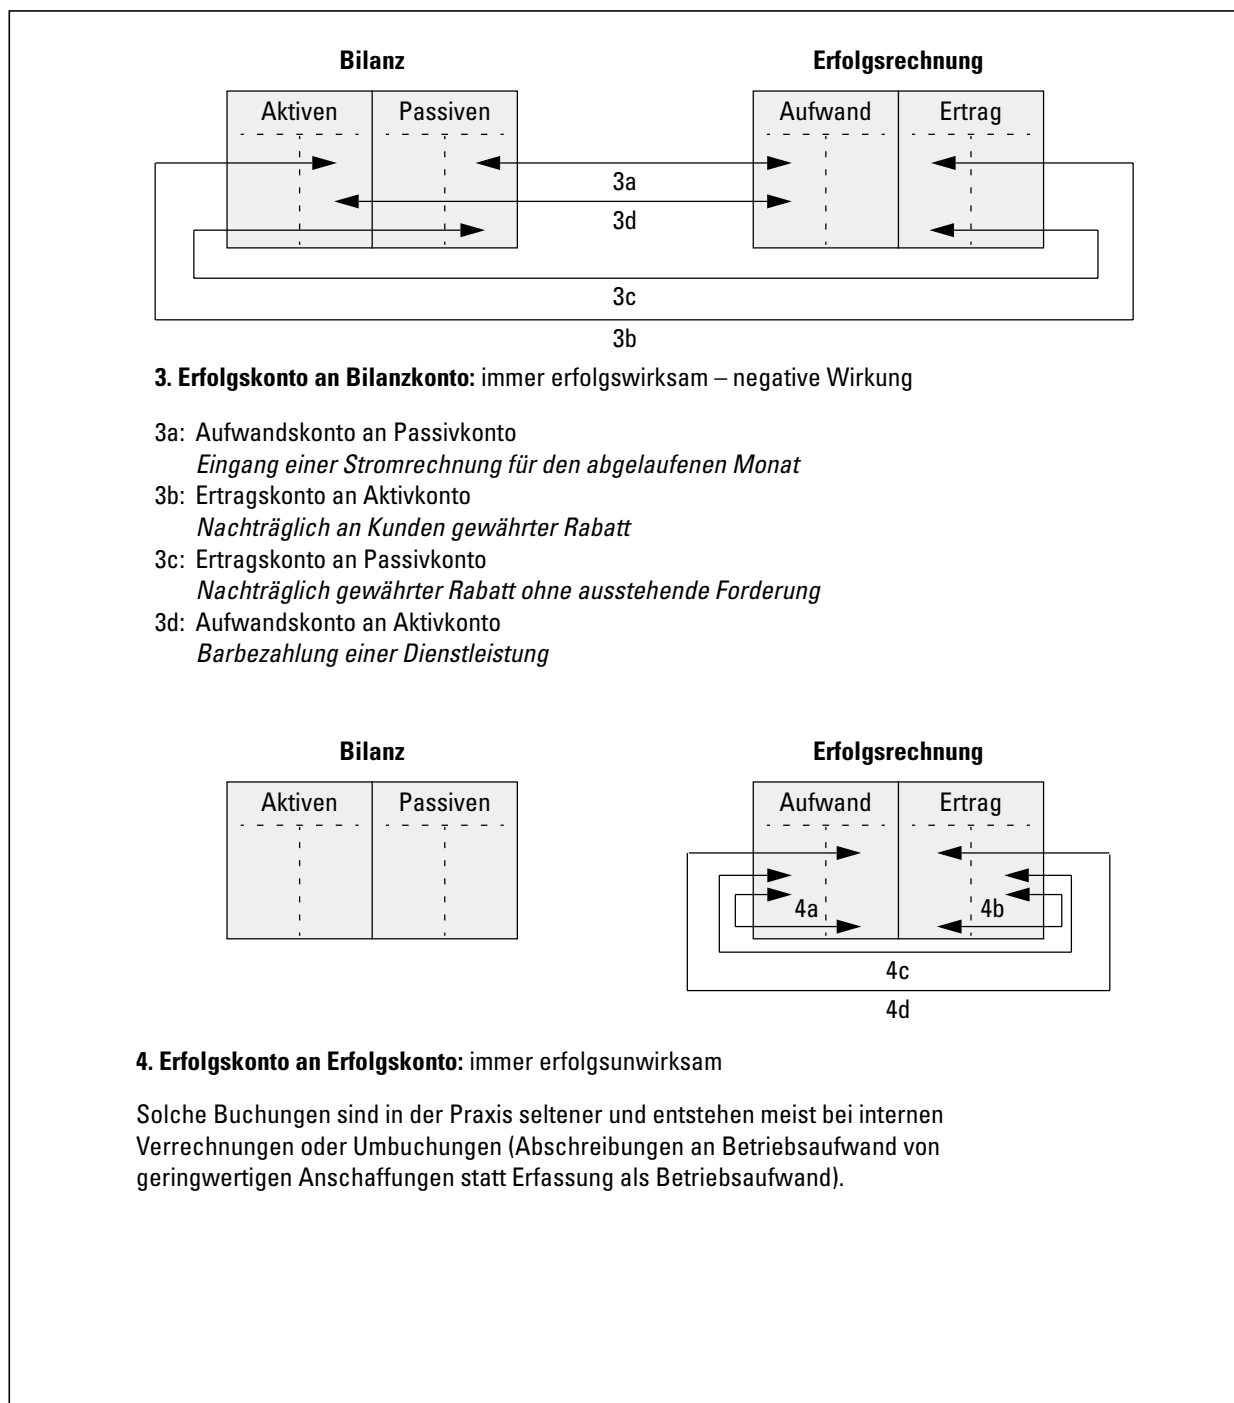 Bilanz Erfolgsrechnung
Aktiven Passiven Aufwand Ertrag
3a
3d
3c
3b
3. Erfolgskonto an Bilanzkonto: immer erfolgswirksam – negative Wirkung
3a: Aufwandskonto an Passivkonto
Eingang einer Stromrechnung für den abgelaufenen Monat
3b: Ertragskonto an Aktivkonto
Nachträglich an Kunden gewährter Rabatt
3c: Ertragskonto an Passivkonto
Nachträglich gewährter Rabatt ohne ausstehende Forderung
3d: Aufwandskonto an Aktivkonto
Barbezahlung einer Dienstleistung
Bilanz Erfolgsrechnung
Aktiven Passiven Aufwand Ertrag
4a 4b
4c
4d
4. Erfolgskonto an Erfolgskonto: immer erfolgsunwirksam
Solche Buchungen sind in der Praxis seltener und entstehen meist bei internen
Verrechnungen oder Umbuchungen (Abschreibungen an Betriebsaufwand von
geringwertigen Anschaffungen statt Erfassung als Betriebsaufwand).